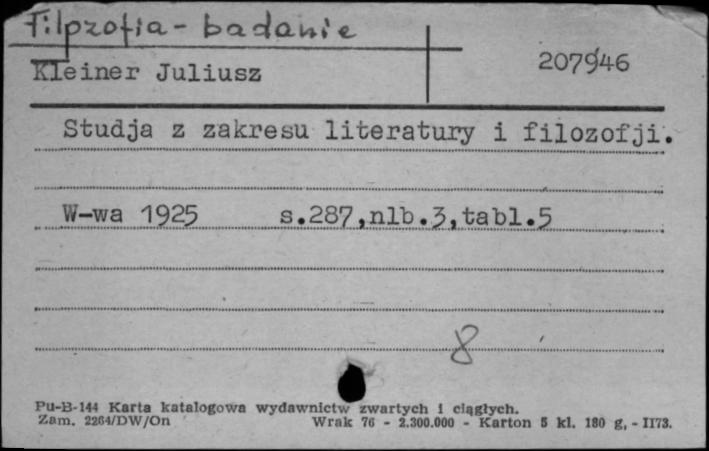 Filozofia - badanie
Kleiner Juliusz
207946
Studja z zakresu literatury i filozofji.
W-wa 1925 s.287,nlb.3,tabl.5
8
Pu-B-144 Karta katalogowa wydawnictw zwartych i ciągłych.
Zam. 2264/DW/On Wrak 76 - 2.300.000 - Karton 5 kl. 180 g, - II73.